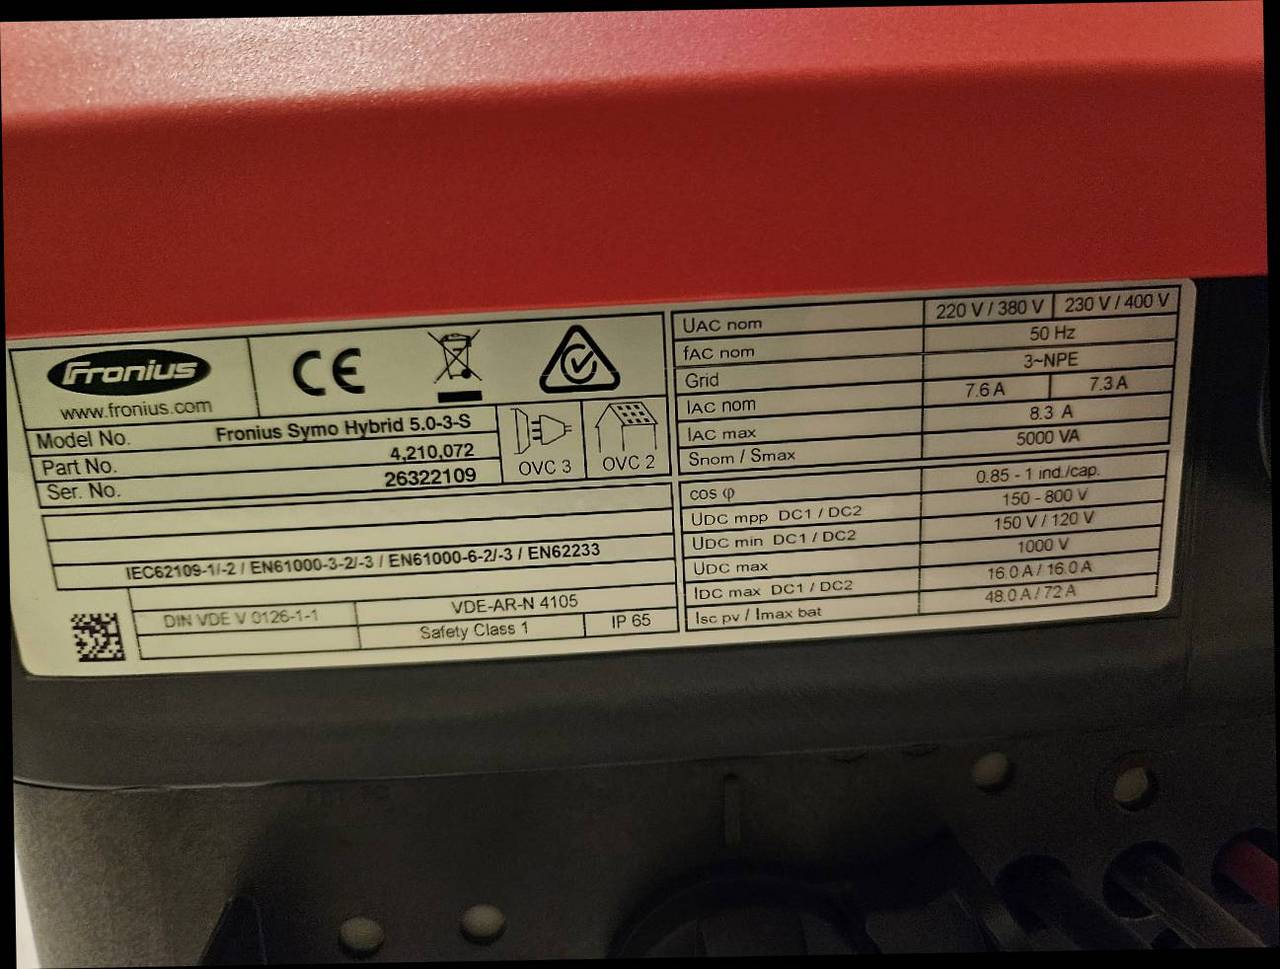 Fronius
www.fronius.com
CE
Model No. Fronius Symo Hybrid 5.0-3-S
Part No. 4,210,072
Ser. No. 26322109
OVC 3
OVC 2
IEC62109-1/-2 / EN61000-3-2/-3 / EN61000-6-2/-3 / EN62233
DIN VDE V 0126-1-1 VDE-AR-N 4105
Safety Class 1 IP 65
UAC nom 220 V / 380 V 230 V / 400 V
fAC nom 50 Hz
Grid 3~NPE
IAC nom 7.6 A 7.3 A
IAC max 8.3 A
Snom / Smax 5000 VA
cos φ 0.85 - 1 ind./cap.
UDC mpp DC1 / DC2 150 - 800 V
UDC min DC1 / DC2 150 V / 120 V
UDC max 1000 V
IDC max DC1 / DC2 16.0 A / 16.0 A
Isc pv / Imax bat 48.0 A / 72 A